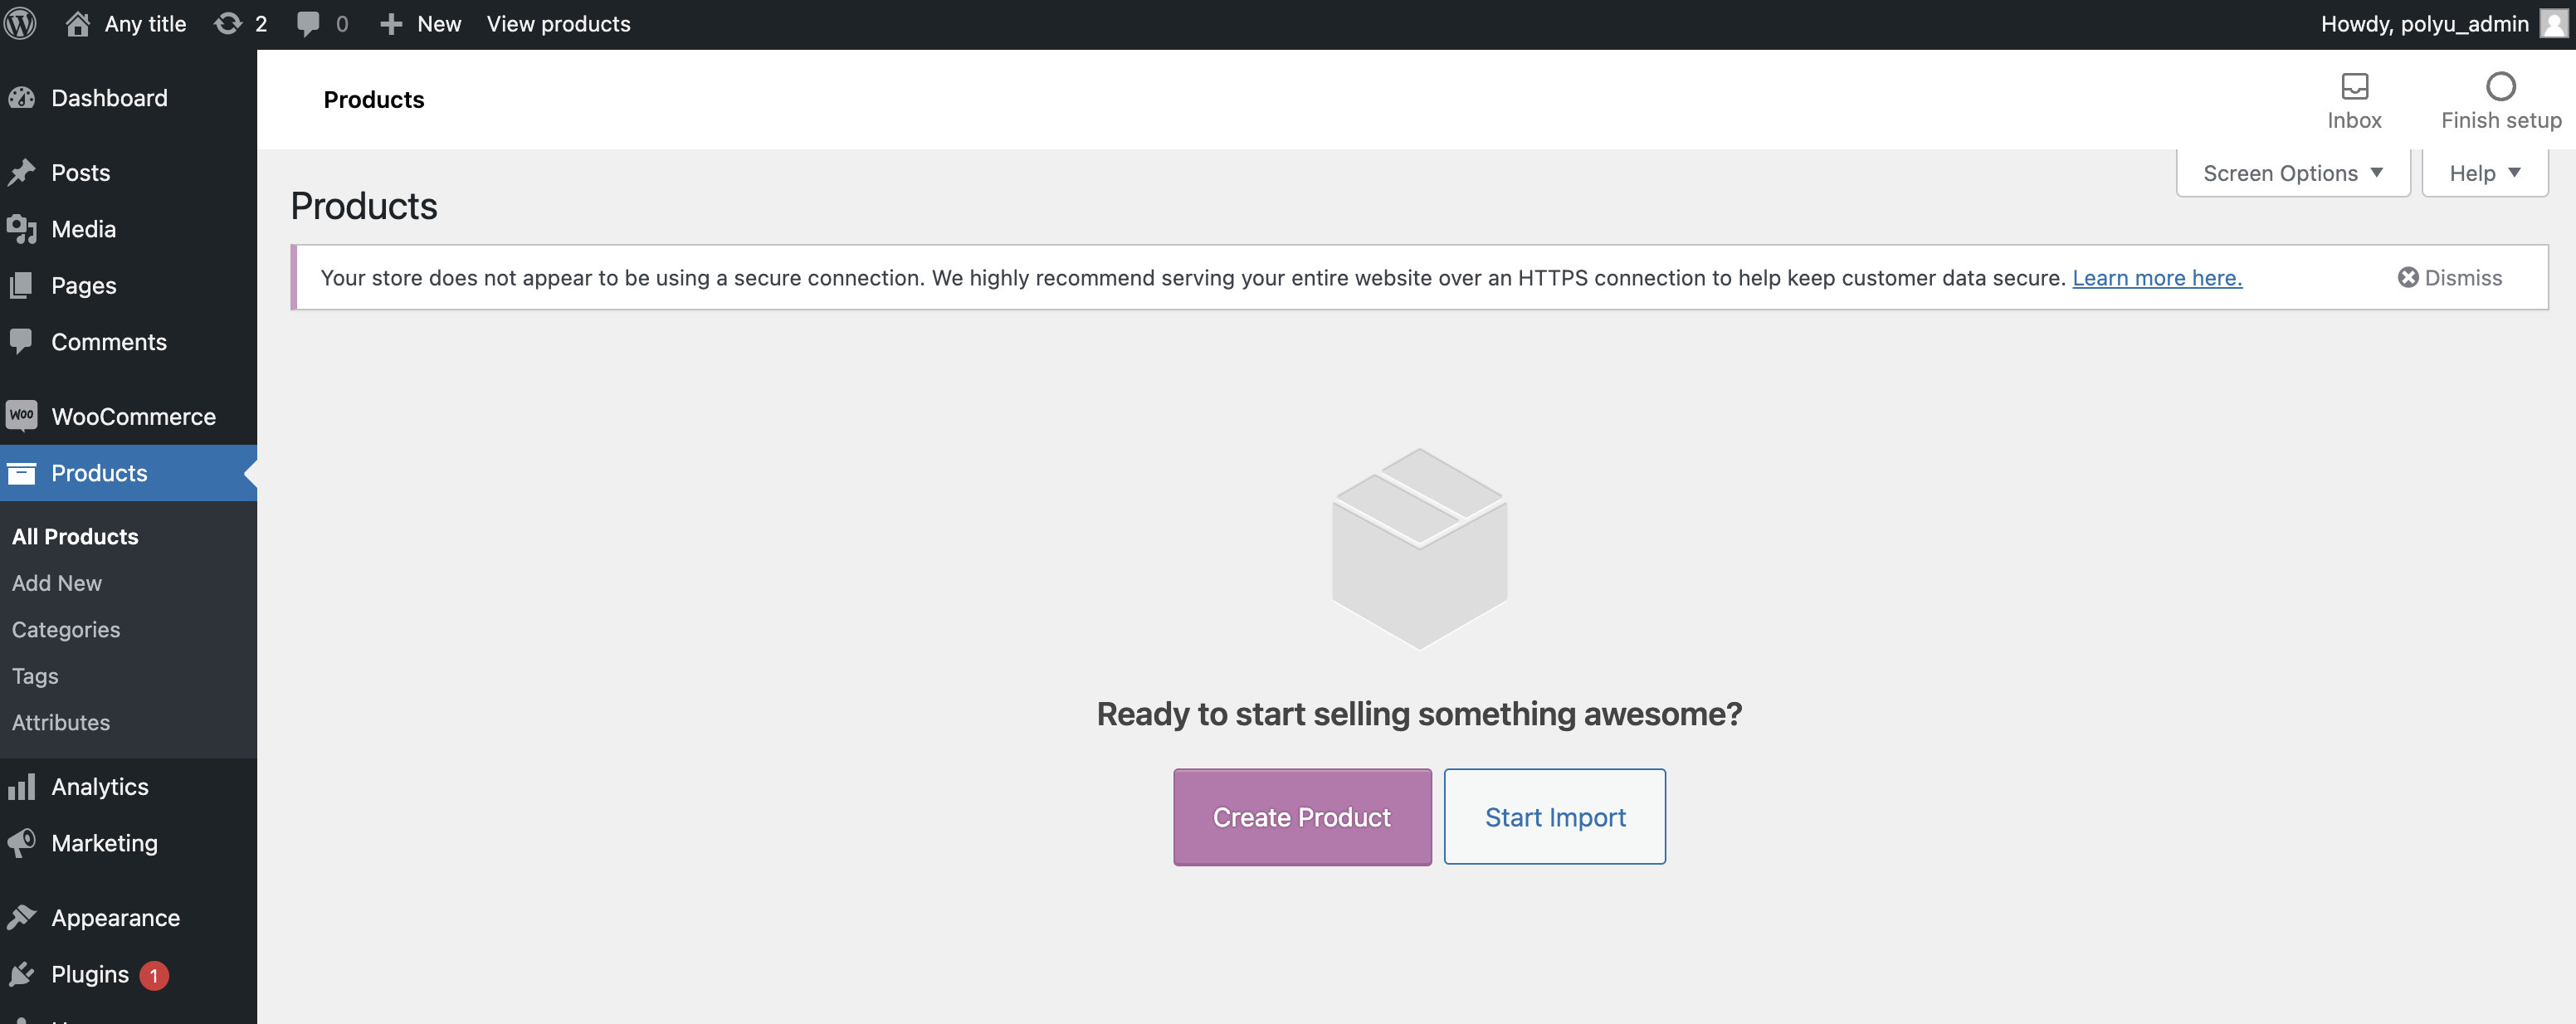 Any title
2
0
New
View products
Howdy, polyu_admin
Dashboard
Posts
Media
Pages
Comments
Woo
WooCommerce
Products
All Products
Add New
Categories
Tags
Attributes
Analytics
Marketing
Appearance
Plugins 1
Products
Inbox
Finish setup
Screen Options
Help
Products
Your store does not appear to be using a secure connection. We highly recommend serving your entire website over an HTTPS connection to help keep customer data secure. Learn more here.
Dismiss
Ready to start selling something awesome?
Create Product
Start Import